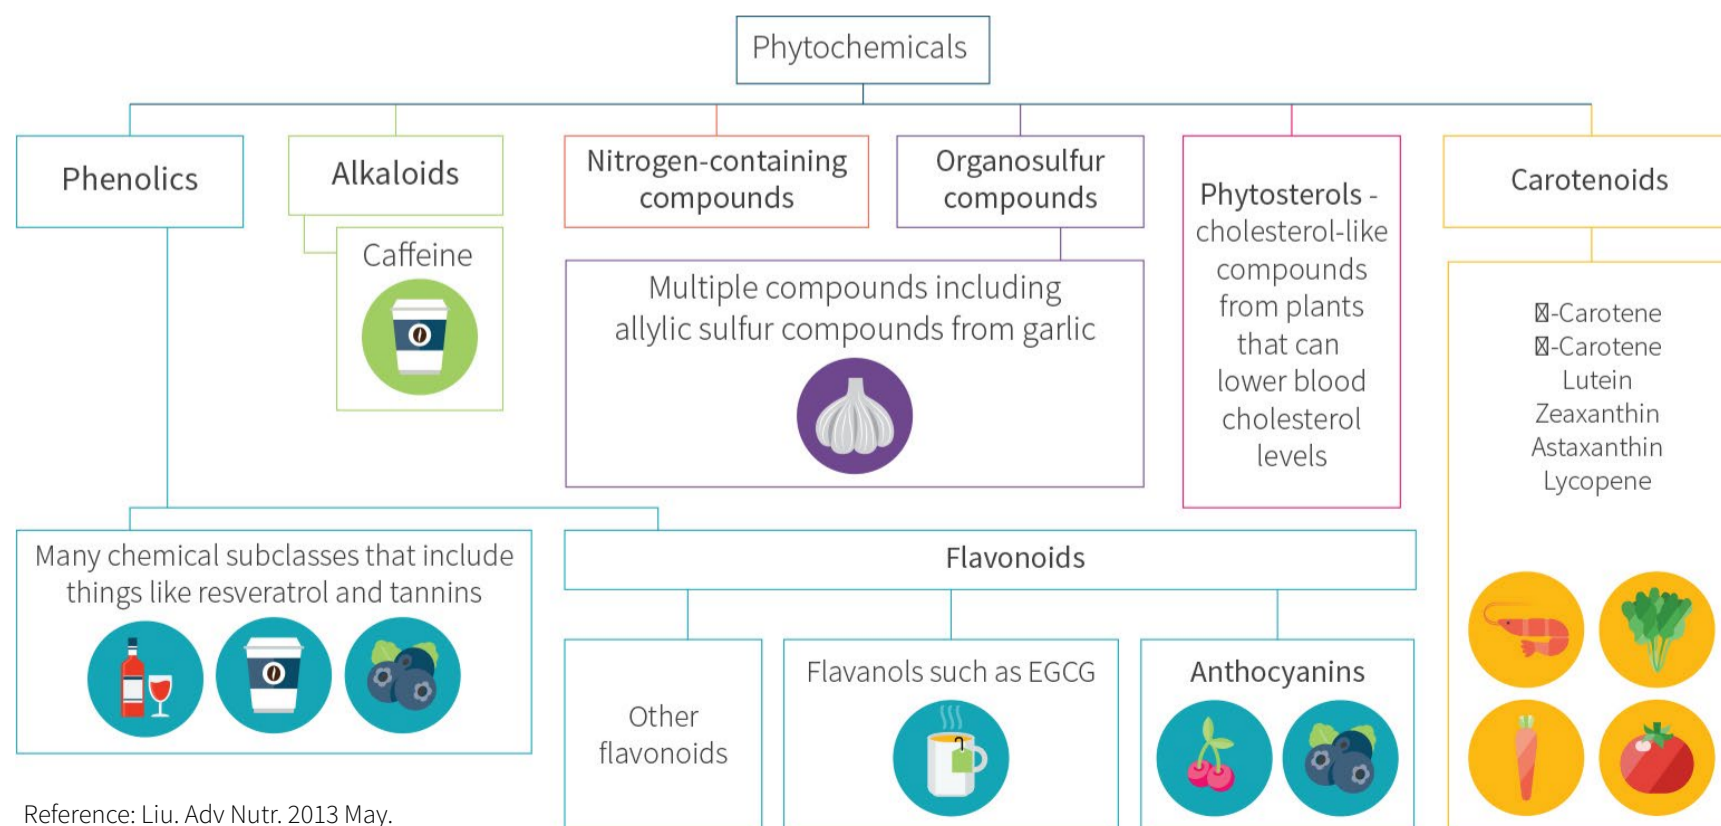 Phytochemicals
Phenolics
Alkaloids
Caffeine
Nitrogen-containing
compounds
Organosulfur
compounds
Multiple compounds including
allylic sulfur compounds from garlic
Phytosterols -
cholesterol-like
compounds
from plants
that can
lower blood
cholesterol
levels
Carotenoids
-Carotene
-Carotene
Lutein
Zeaxanthin
Astaxanthin
Lycopene
Many chemical subclasses that include
things like resveratrol and tannins
Flavonoids
Other
flavonoids
Flavanols such as EGCG
Anthocyanins
Reference: Liu. Adv Nutr. 2013 May.